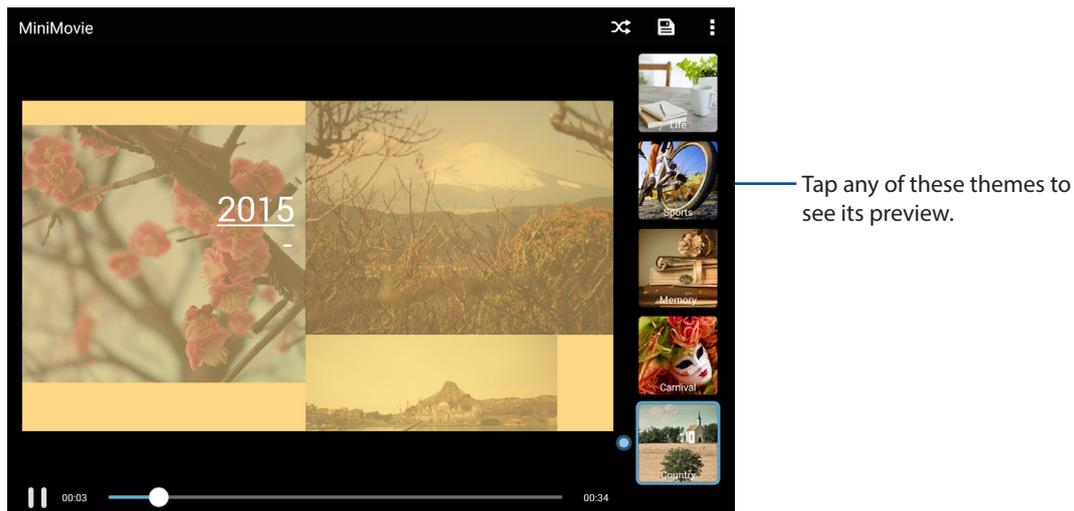 MiniMovie
Life
2015
-
Sports
Tap any of these themes to
see its preview.
Memory
Carnival
Country
00:03
00:34